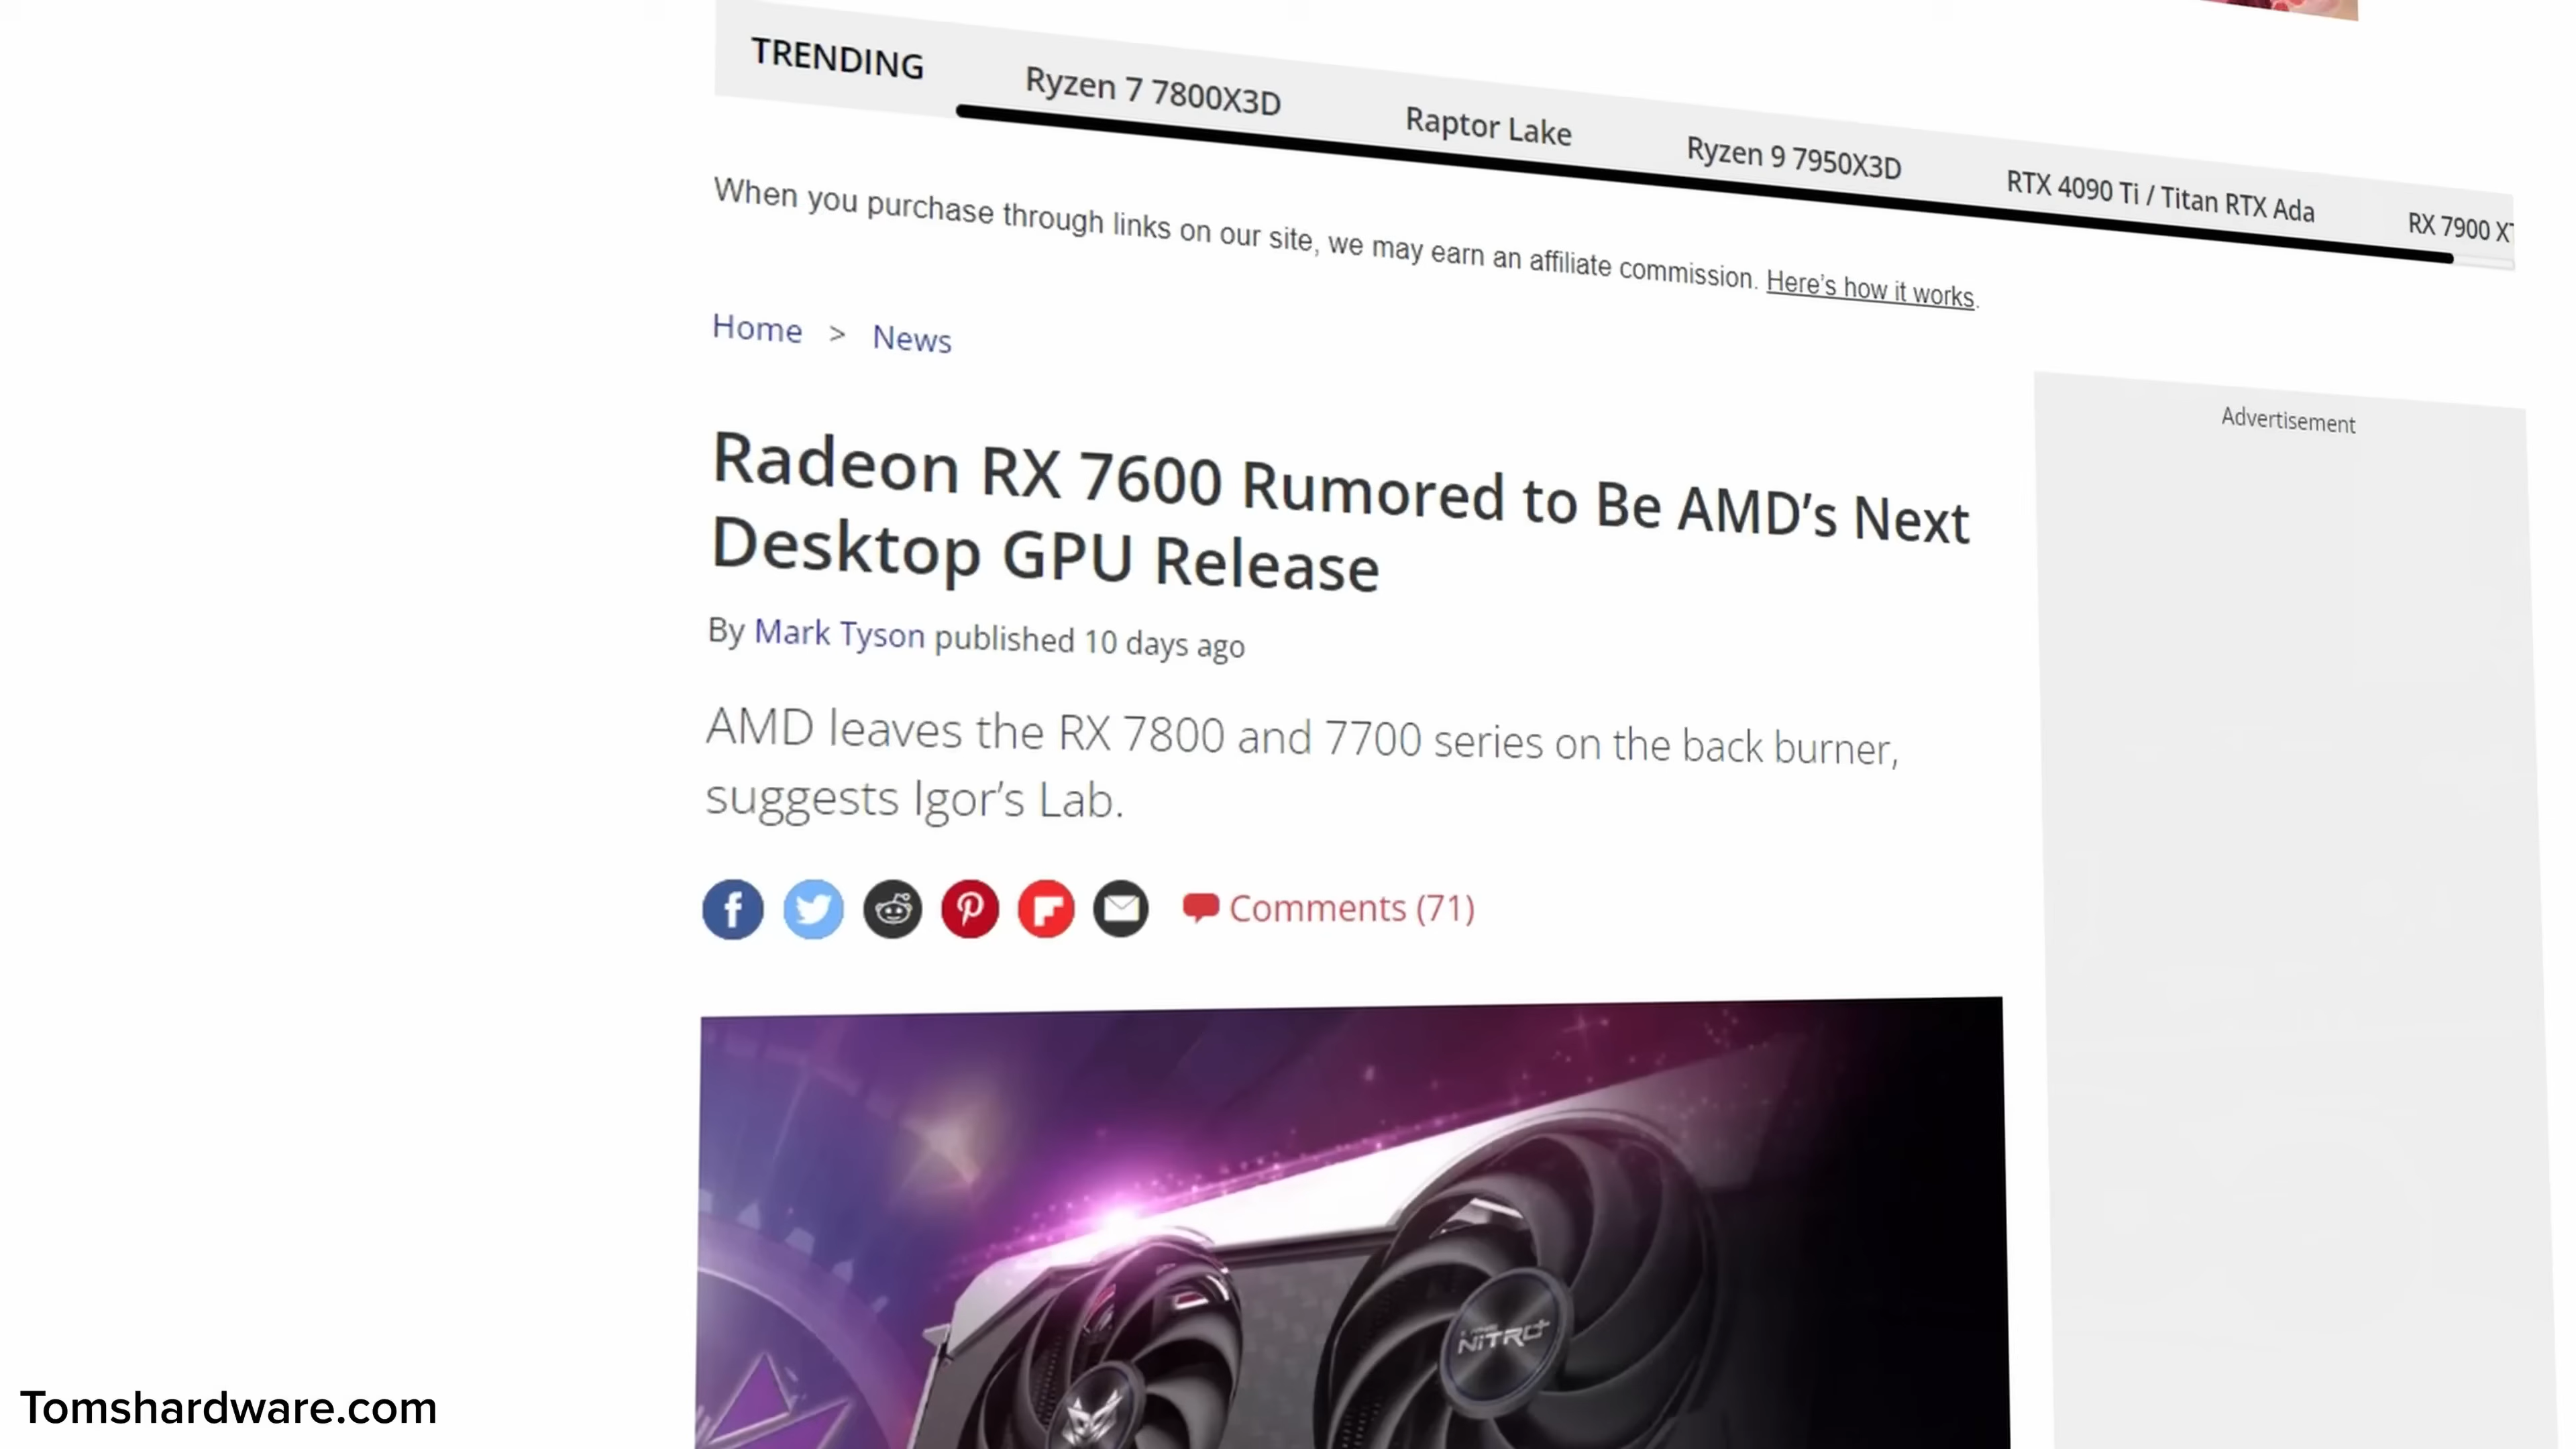 TRENDING
Ryzen 7 7800X3D
Raptor Lake
Ryzen 9 7950X3D
RTX 4090 Ti / Titan RTX Ada
RX 7900 X
When you purchase through links on our site, we may earn an affiliate commission. Here's how it works.
Home > News
Advertisement
Radeon RX 7600 Rumored to Be AMD's Next
Desktop GPU Release
By Mark Tyson published 10 days ago
AMD leaves the RX 7800 and 7700 series on the back burner,
suggests Igor's Lab.
Comments (71)
NITRO+
Tomshardware.com